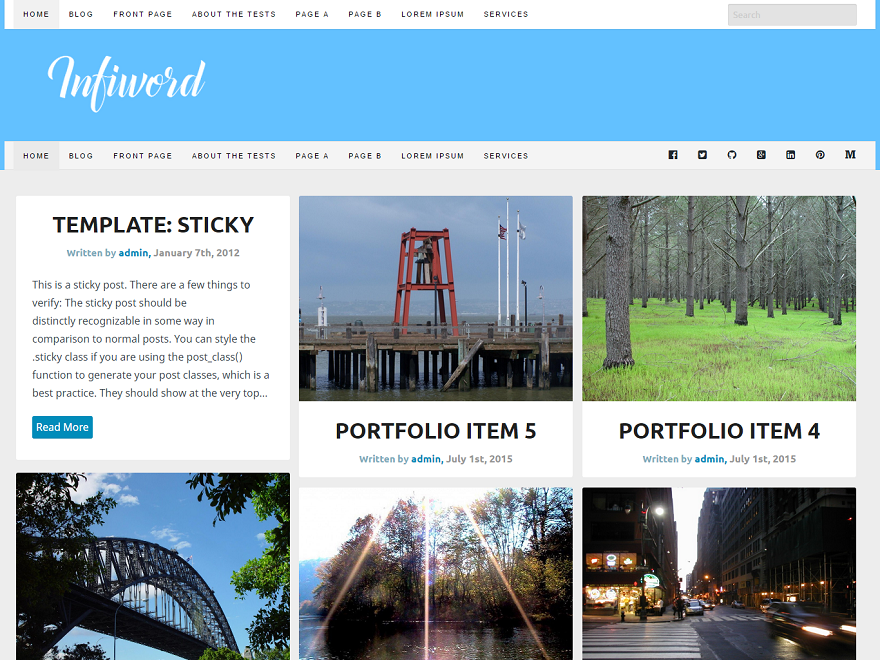 HOME BLOG FRONT PAGE ABOUT THE TESTS PAGE A PAGE B LOREM IPSUM SERVICES Search
Infiword
HOME BLOG FRONT PAGE ABOUT THE TESTS PAGE A PAGE B LOREM IPSUM SERVICES M
TEMPLATE: STICKY
Written by admin, January 7th, 2012
This is a sticky post. There are a few things to
verify: The sticky post should be
distinctly recognizable in some way in
comparison to normal posts. You can style the
.sticky class if you are using the post_class()
function to generate your post classes, which is a
best practice. They should show at the very top...
Read More
PORTFOLIO ITEM 5
Written by admin, July 1st, 2015
PORTFOLIO ITEM 4
Written by admin, July 1st, 2015